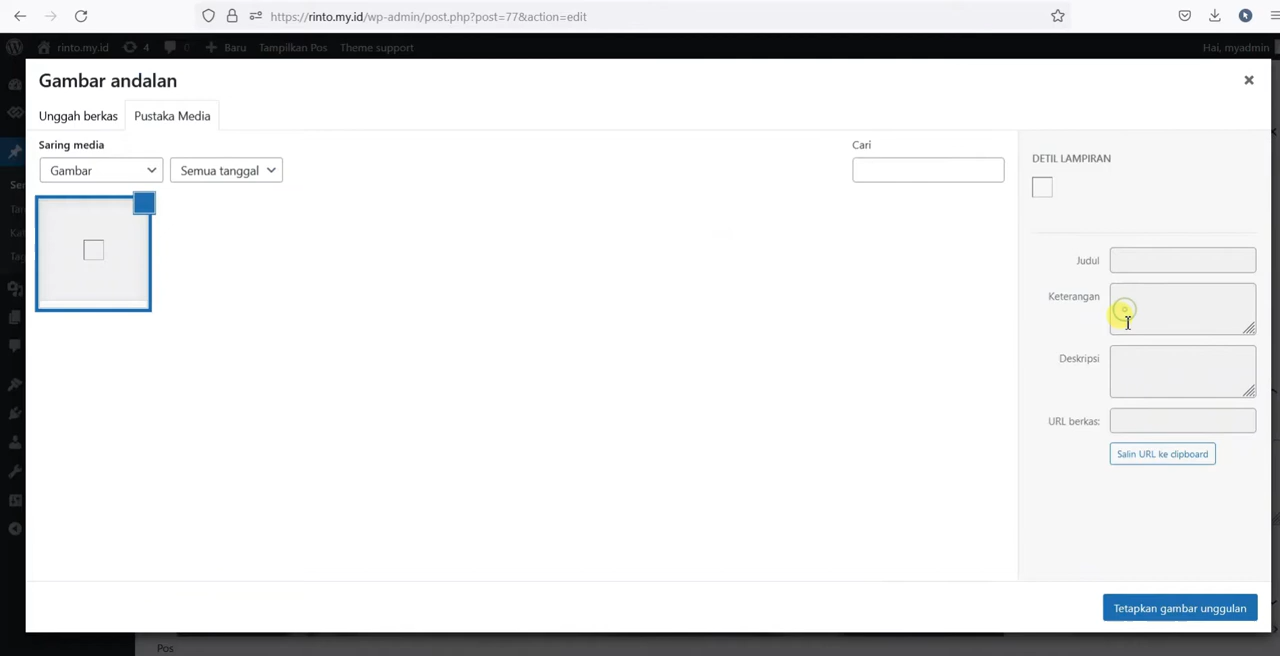 https://rinto.my.id/wp-admin/post.php?post=77&action=edit
rinto.my.id 4 0 Baru Tampilkan Pos Theme support Hai, myadmin
Gambar andalan
Unggah berkas Pustaka Media
Saring media
Cari
Gambar Semua tanggal
DETIL LAMPIRAN
Judul
Keterangan
Deskripsi
URL berkas:
Salin URL ke clipboard
Tetapkan gambar unggulan
Pos